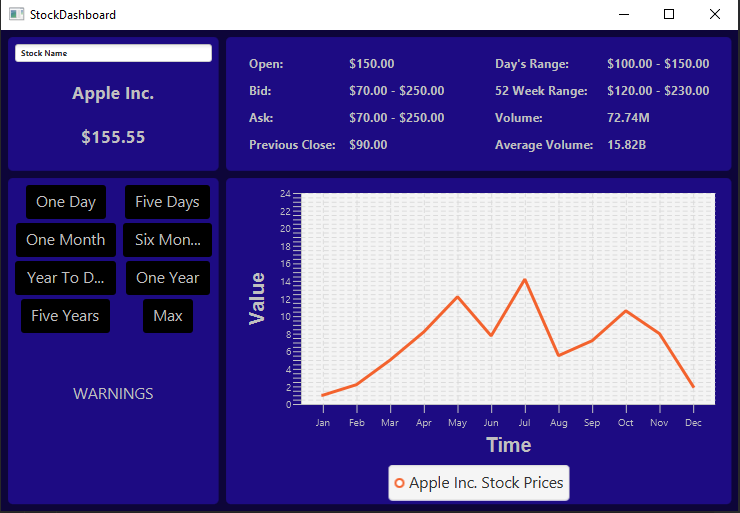 StockDashboard
Stock Name
Apple Inc.
$155.55
Open: $150.00 Day's Range: $100.00 - $150.00
Bid: $70.00 - $250.00 52 Week Range: $120.00 - $230.00
Ask: $70.00 - $250.00 Volume: 72.74M
Previous Close: $90.00 Average Volume: 15.82B
One Day Five Days
One Month Six Mon...
Year To D... One Year
Five Years Max
WARNINGS
Value
24
22
20
18
16
14
12
10
8
6
4
2
0
Jan Feb Mar Apr May Jun Jul Aug Sep Oct Nov Dec
Time
Apple Inc. Stock Prices